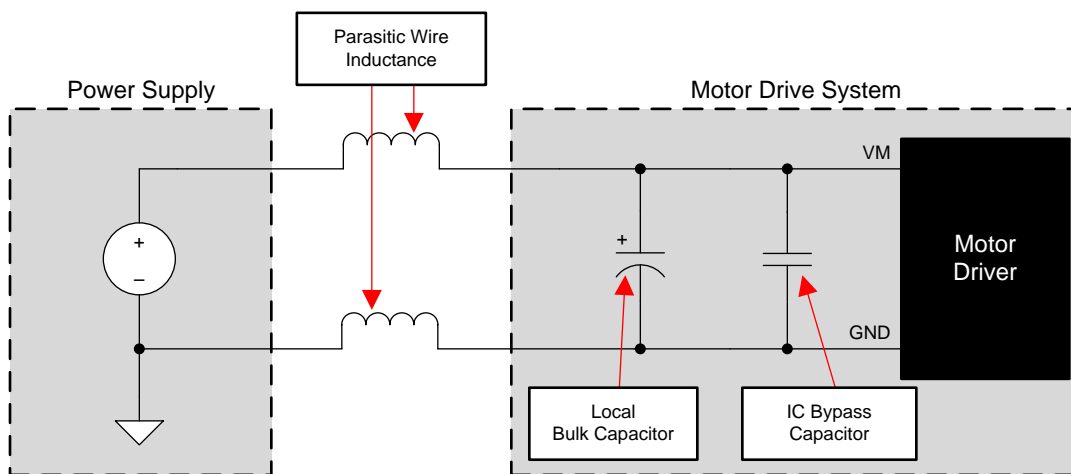 Parasitic Wire
Inductance
Power Supply
Motor Drive System
VM
+
–
+
Motor
Driver
GND
Local
Bulk Capacitor
IC Bypass
Capacitor